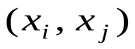 (x_i, x_j)